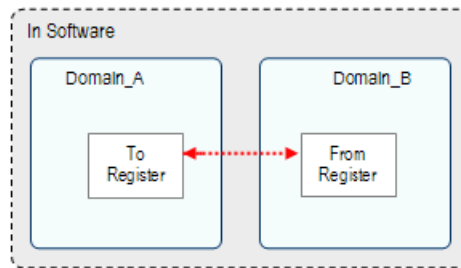 In Software
Domain_A
Domain_B
To
Register
From
Register